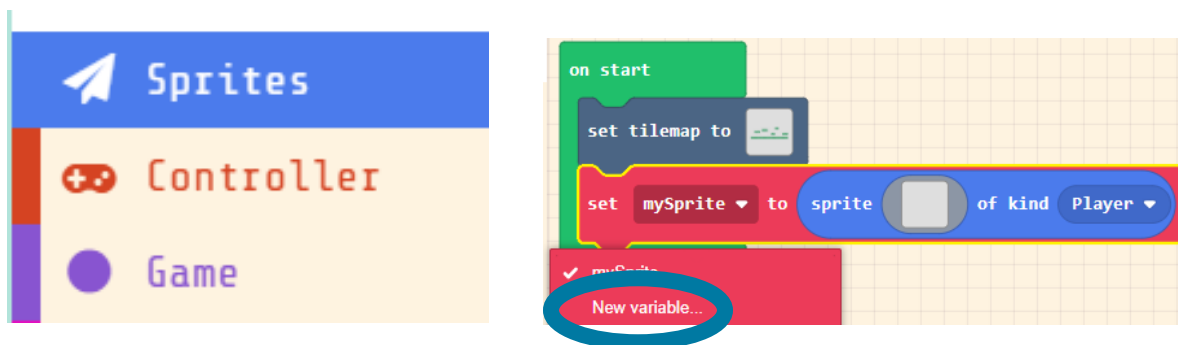 Sprites
Controller
Game
on start
set tilemap to
set mySprite to sprite of kind Player
mySprite
New variable...